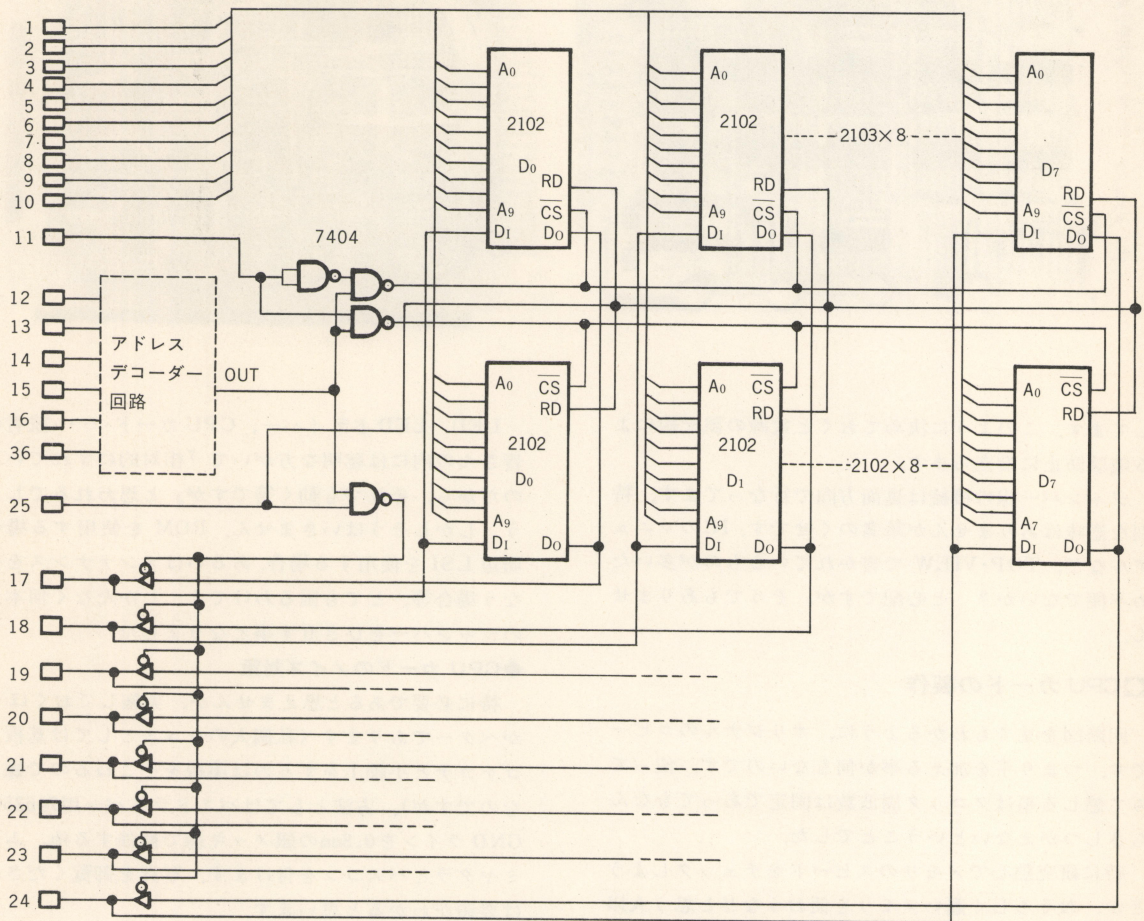 1
2
3
4
5
6
7
8
9
10
11
12
13
14
15
16
36
25
17
18
19
20
21
22
23
24
アドレス
デコーダー
回路
OUT
7404
A0
2102
D0
RD
CS
A9
DI
DO
A0
2102
RD
CS
A9
DI
DO
2103×8
A0
D7
RD
CS
A9
DI
DO
A0
CS
RD
2102
D0
A9
DI
DO
A0
CS
RD
2102
D1
A9
DI
DO
2102×8
A0
CS
RD
D7
A7
DI
DO